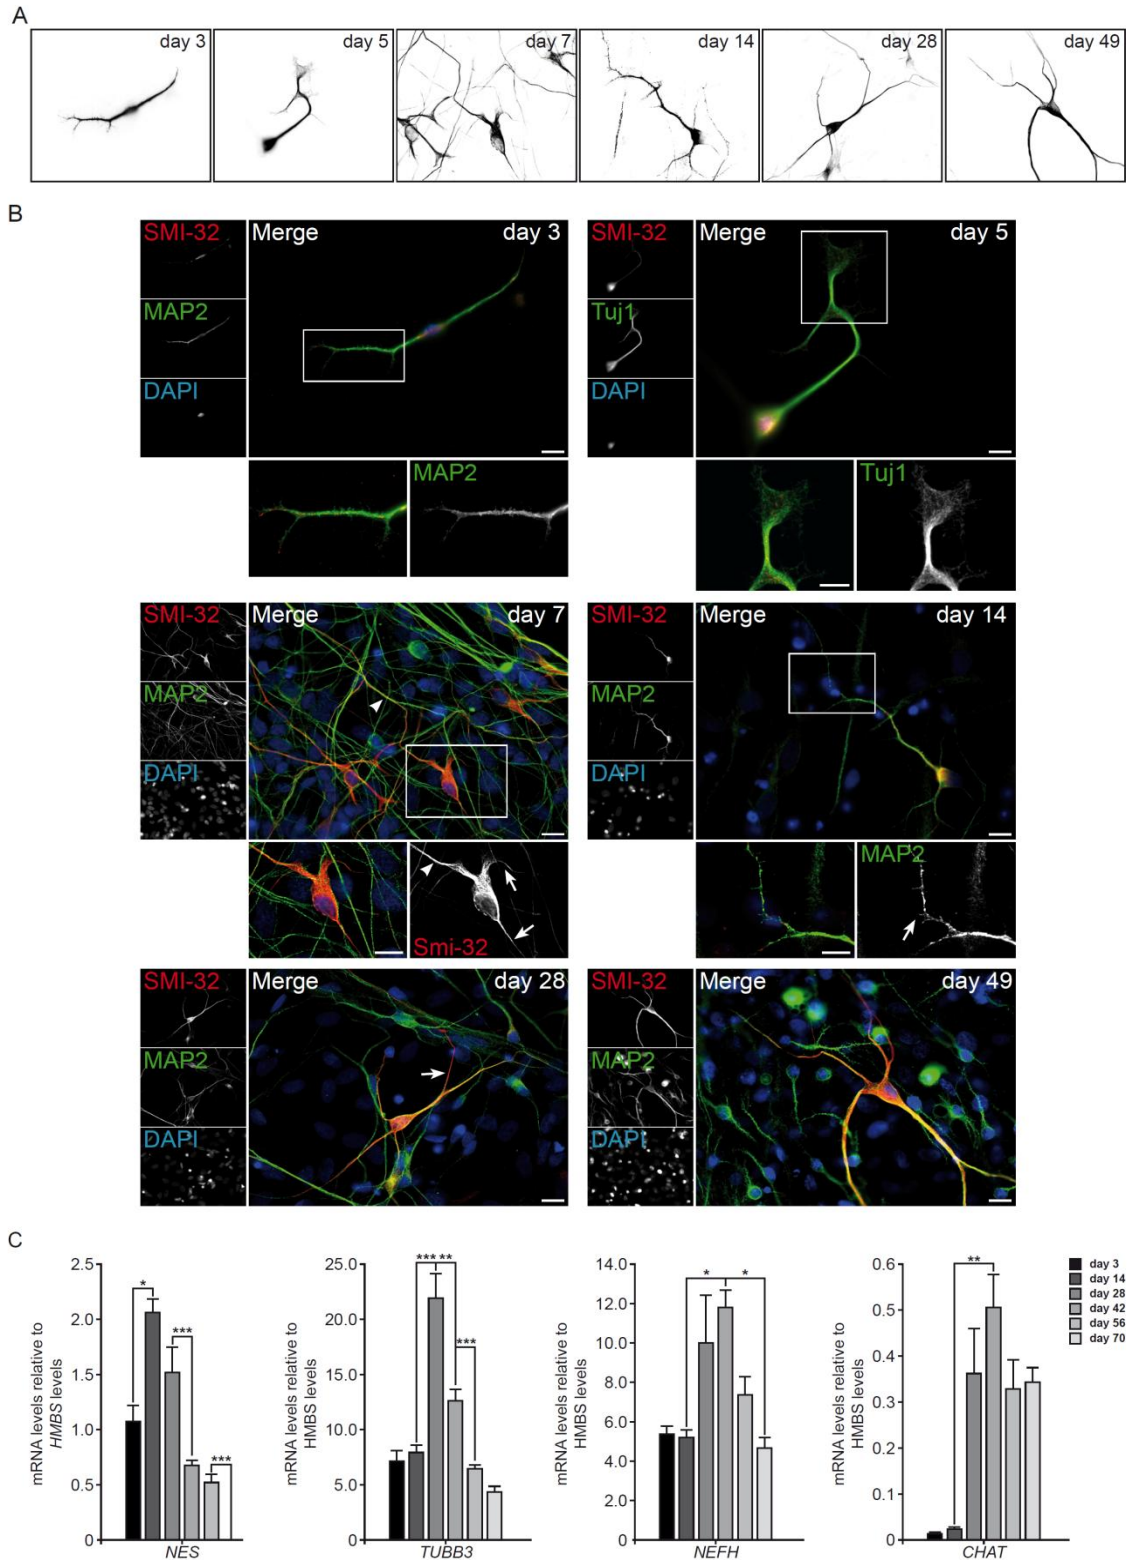 A
day 3
day 5
day 7
day 14
day 28
day 49
B
SMI-32
MAP2
DAPI
Merge
day 3
MAP2
SMI-32
Tuj1
DAPI
Merge
day 5
Tuj1
SMI-32
MAP2
DAPI
Merge
day 7
Smi-32
SMI-32
MAP2
DAPI
Merge
day 14
MAP2
SMI-32
MAP2
DAPI
Merge
day 28
SMI-32
MAP2
DAPI
Merge
day 49
C
mRNA levels relative to
HMBS levels
2.5
2.0
1.5
1.0
0.5
0
*
***
***
NES
mRNA levels relative to
HMBS levels
25.0
20.0
15.0
10.0
5.0
0
*** **
***
TUBB3
mRNA levels relative to
HMBS levels
14.0
12.0
10.0
8.0
6.0
4.0
2.0
0
*
*
NEFH
mRNA levels relative to
HMBS levels
0.6
0.5
0.4
0.3
0.2
0.1
0
**
CHAT
day 3
day 14
day 28
day 42
day 56
day 70